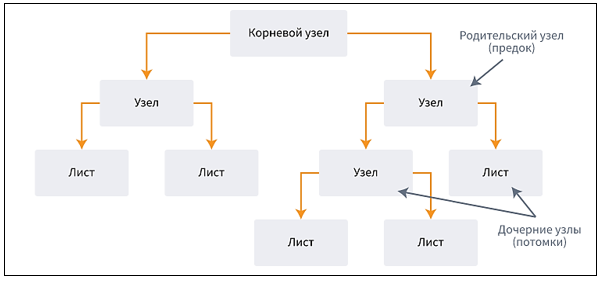 Корневой узел
Родительский узел
(предок)
Узел
Узел
Лист
Лист
Узел
Лист
Лист
Лист
Дочерние узлы
(потомки)